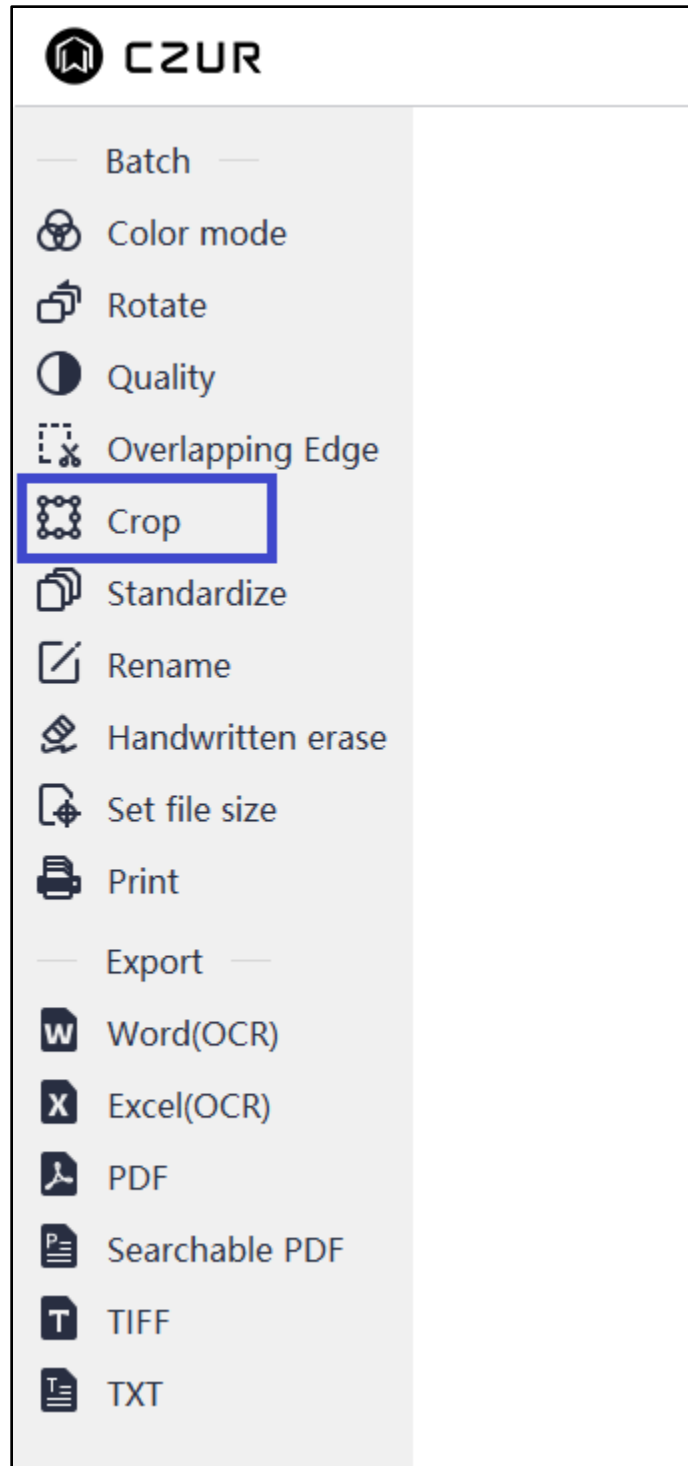 CZUR
Batch
Color mode
Rotate
Quality
Overlapping Edge
Crop
Standardize
Rename
Handwritten erase
Set file size
Print
Export
Word(OCR)
Excel(OCR)
PDF
Searchable PDF
TIFF
TXT